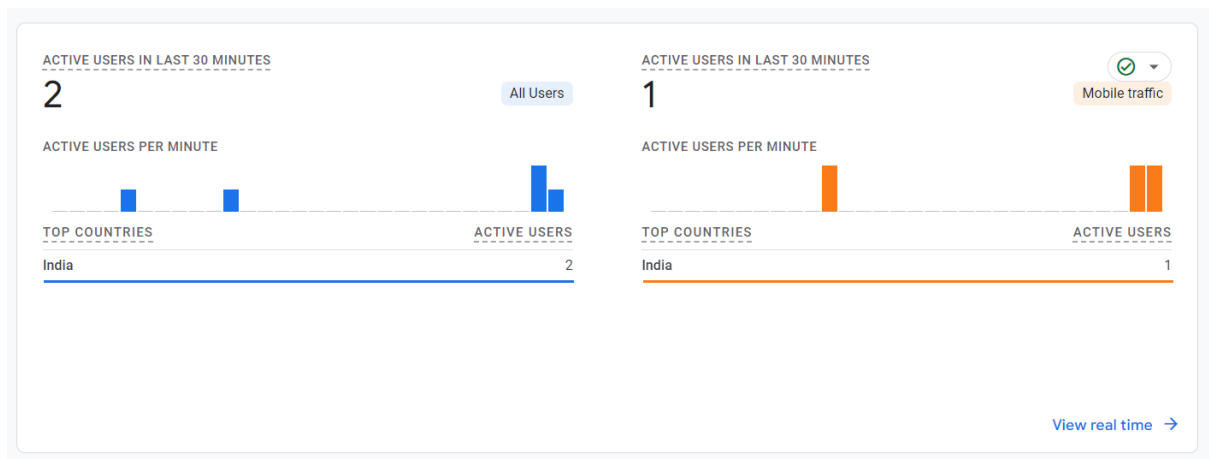 ACTIVE USERS IN LAST 30 MINUTES
2
All Users
ACTIVE USERS PER MINUTE
TOP COUNTRIES ACTIVE USERS
India 2
ACTIVE USERS IN LAST 30 MINUTES
1
Mobile traffic
ACTIVE USERS PER MINUTE
TOP COUNTRIES ACTIVE USERS
India 1
View real time